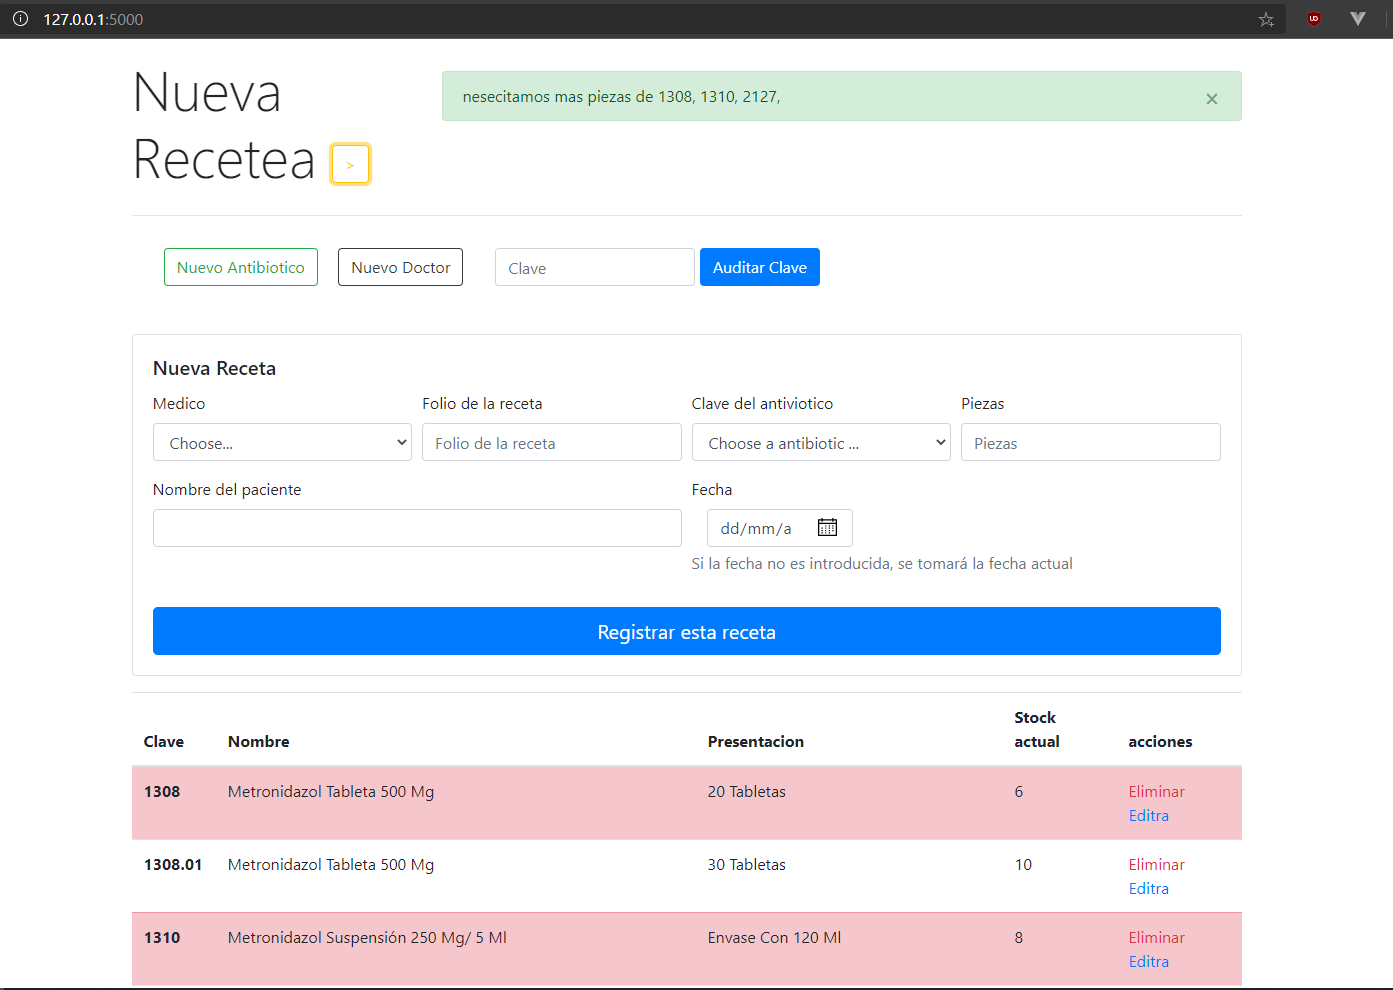 127.0.0.1:5000
Nueva
Recetea >
nesecitamos mas piezas de 1308, 1310, 2127, ×
Nuevo Antibiotico Nuevo Doctor Clave Auditar Clave
Nueva Receta
Medico Folio de la receta Clave del antiviotico Piezas
Choose... Folio de la receta Choose a antibiotic ... Piezas
Nombre del paciente Fecha
dd/mm/a
Si la fecha no es introducida, se tomará la fecha actual
Registrar esta receta
Clave Nombre Presentacion Stock actual acciones
1308 Metronidazol Tableta 500 Mg 20 Tabletas 6 Eliminar
Editra
1308.01 Metronidazol Tableta 500 Mg 30 Tabletas 10 Eliminar
Editra
1310 Metronidazol Suspensión 250 Mg/ 5 Ml Envase Con 120 Ml 8 Eliminar
Editra